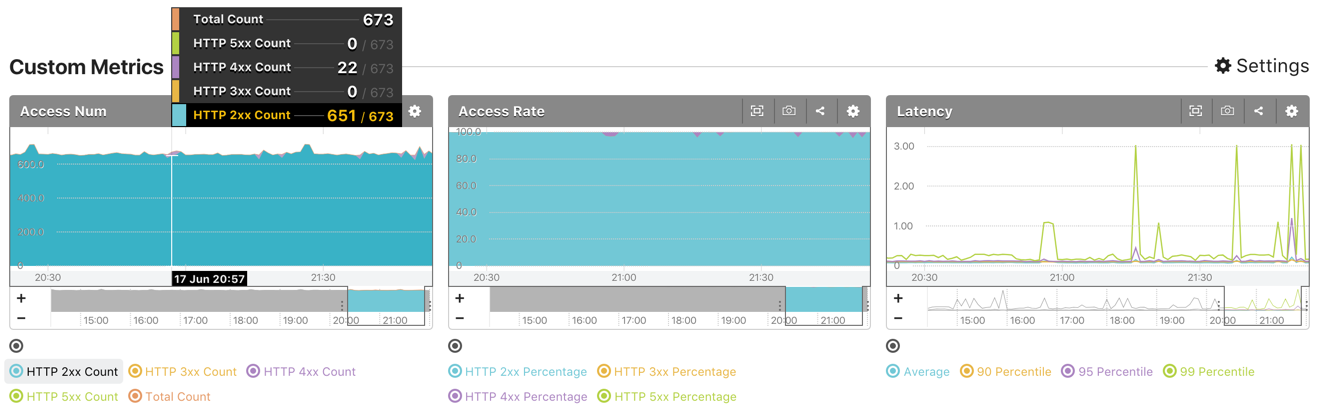 Total Count 673
HTTP 5xx Count 0 / 673
HTTP 4xx Count 22 / 673
HTTP 3xx Count 0 / 673
HTTP 2xx Count 651 / 673
Custom Metrics
Settings
Access Num
600.0
400.0
200.0
0
20:30
17 Jun 20:57
21:30
+
−
15:00 16:00 17:00 18:00 19:00 20:00 21:00
HTTP 2xx Count HTTP 3xx Count HTTP 4xx Count
HTTP 5xx Count Total Count
Access Rate
100.0
80.0
60.0
40.0
20.0
0
20:30 21:00 21:30
+
−
15:00 16:00 17:00 18:00 19:00 20:00 21:00
HTTP 2xx Percentage HTTP 3xx Percentage
HTTP 4xx Percentage HTTP 5xx Percentage
Latency
3.00
2.00
1.00
0
20:30 21:00 21:30
+
−
15:00 16:00 17:00 18:00 19:00 20:00 21:00
Average 90 Percentile 95 Percentile 99 Percentile